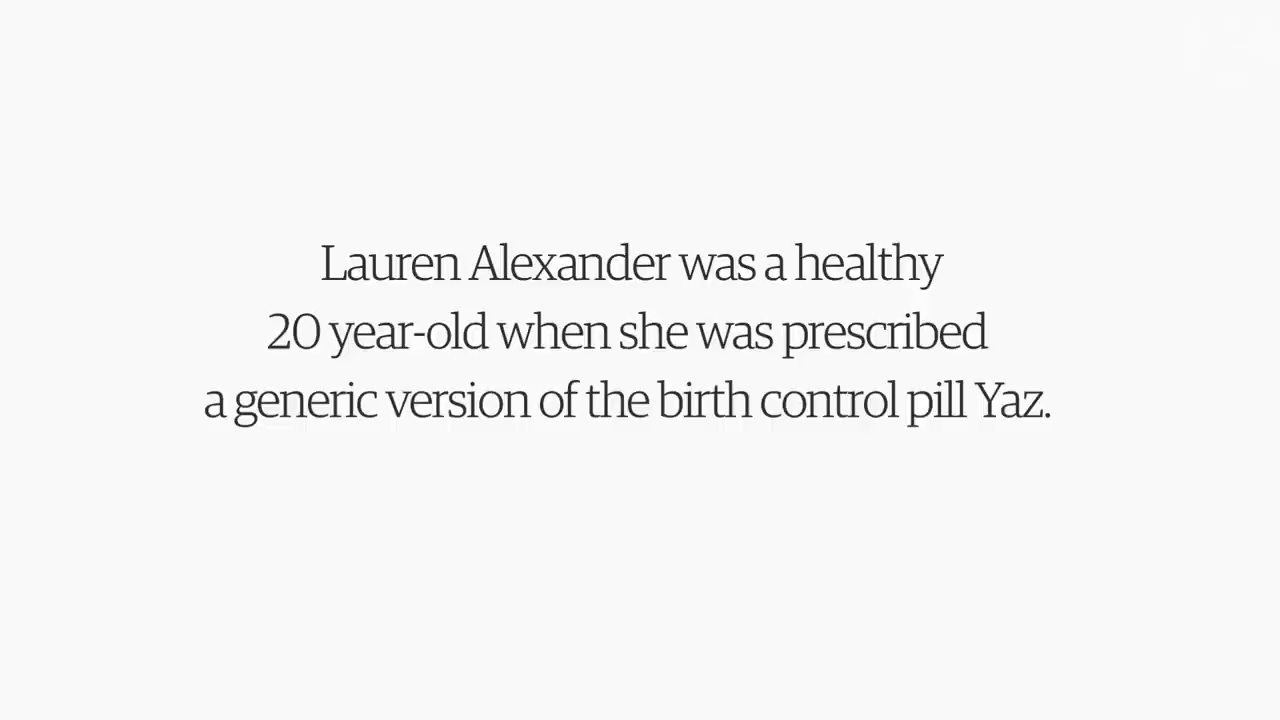 Lauren Alexander was a healthy
20 year-old when she was prescribed
a generic version of the birth control pill Yaz.